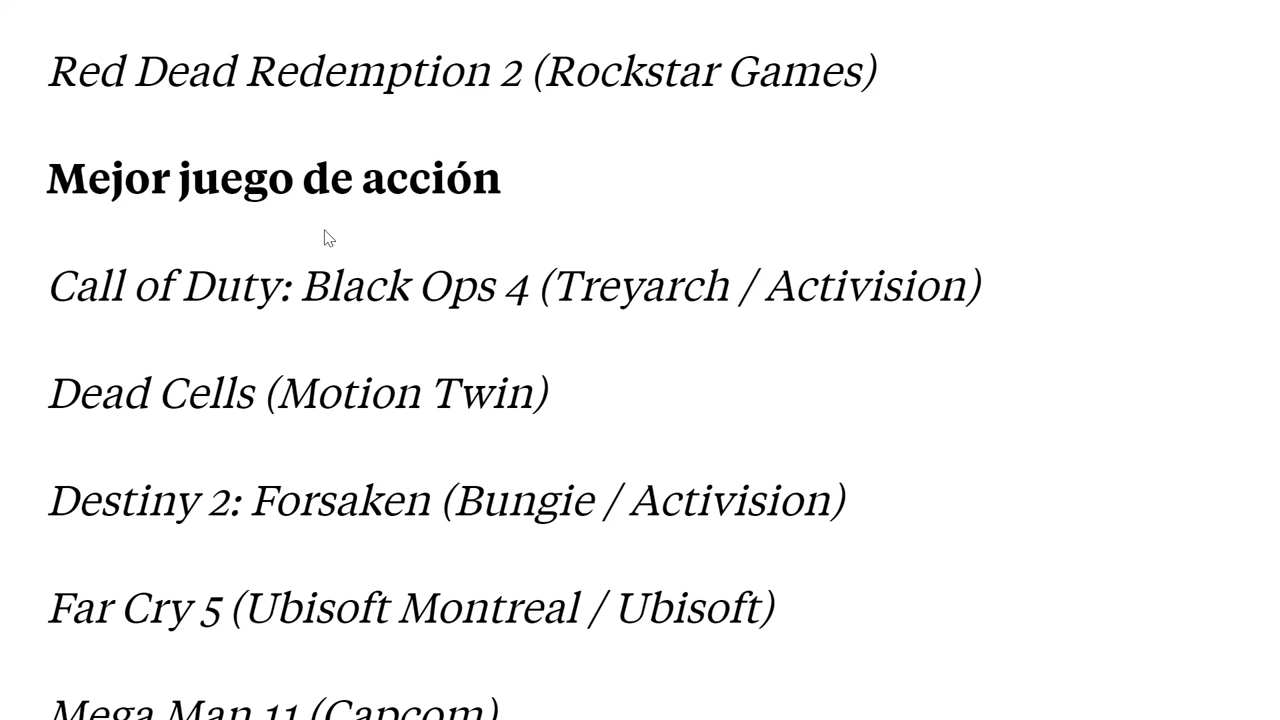 Red Dead Redemption 2 (Rockstar Games)
Mejor juego de acción
Call of Duty: Black Ops 4 (Treyarch / Activision)
Dead Cells (Motion Twin)
Destiny 2: Forsaken (Bungie / Activision)
Far Cry 5 (Ubisoft Montreal / Ubisoft)
Mega Man 11 (Capcom)